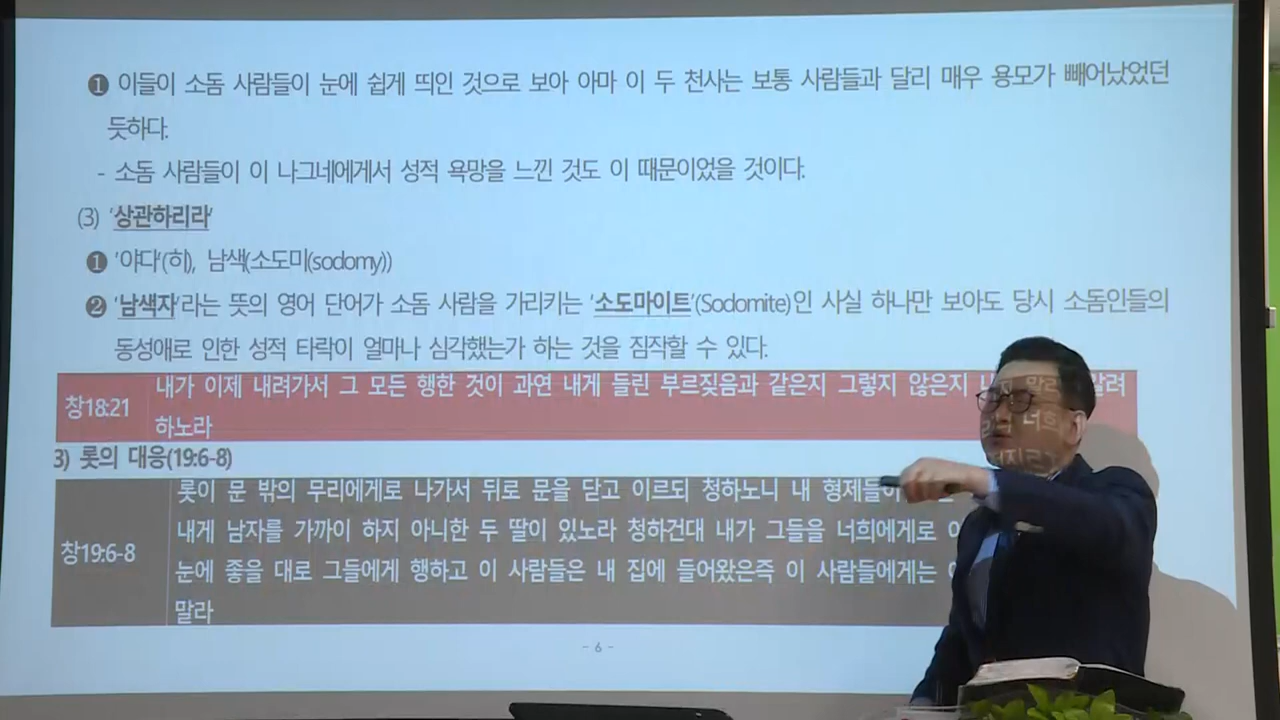 ❶ 이들이 소돔 사람들이 눈에 쉽게 띄인 것으로 보아 아마 이 두 천사는 보통 사람들과 달리 매우 용모가 빼어났었던
듯하다.
- 소돔 사람들이 이 나그네에게서 성적 욕망을 느낀 것도 이 때문이었을 것이다.
(3) '상관하리라'
❶ '야다'(히), 남색(소도미(sodomy))
❷ '남색자'라는 뜻의 영어 단어가 소돔 사람을 가리키는 '소도마이트'(Sodomite)인 사실 하나만 보아도 당시 소돔인들의
동성애로 인한 성적 타락이 얼마나 심각했는가 하는 것을 짐작할 수 있다.
창18:21
내가 이제 내려가서 그 모든 행한 것이 과연 내게 들린 부르짖음과 같은지 그렇지 않은지 알려
하노라
3) 롯의 대응(19:6-8)
창19:6-8
롯이 문 밖의 무리에게로 나가서 뒤로 문을 닫고 이르되 청하노니 내 형제들아
내게 남자를 가까이 하지 아니한 두 딸이 있노라 청하건대 내가 그들을 너희에게로
눈에 좋을 대로 그들에게 행하고 이 사람들은 내 집에 들어왔은즉 이 사람들에게는
말라
- 6 -